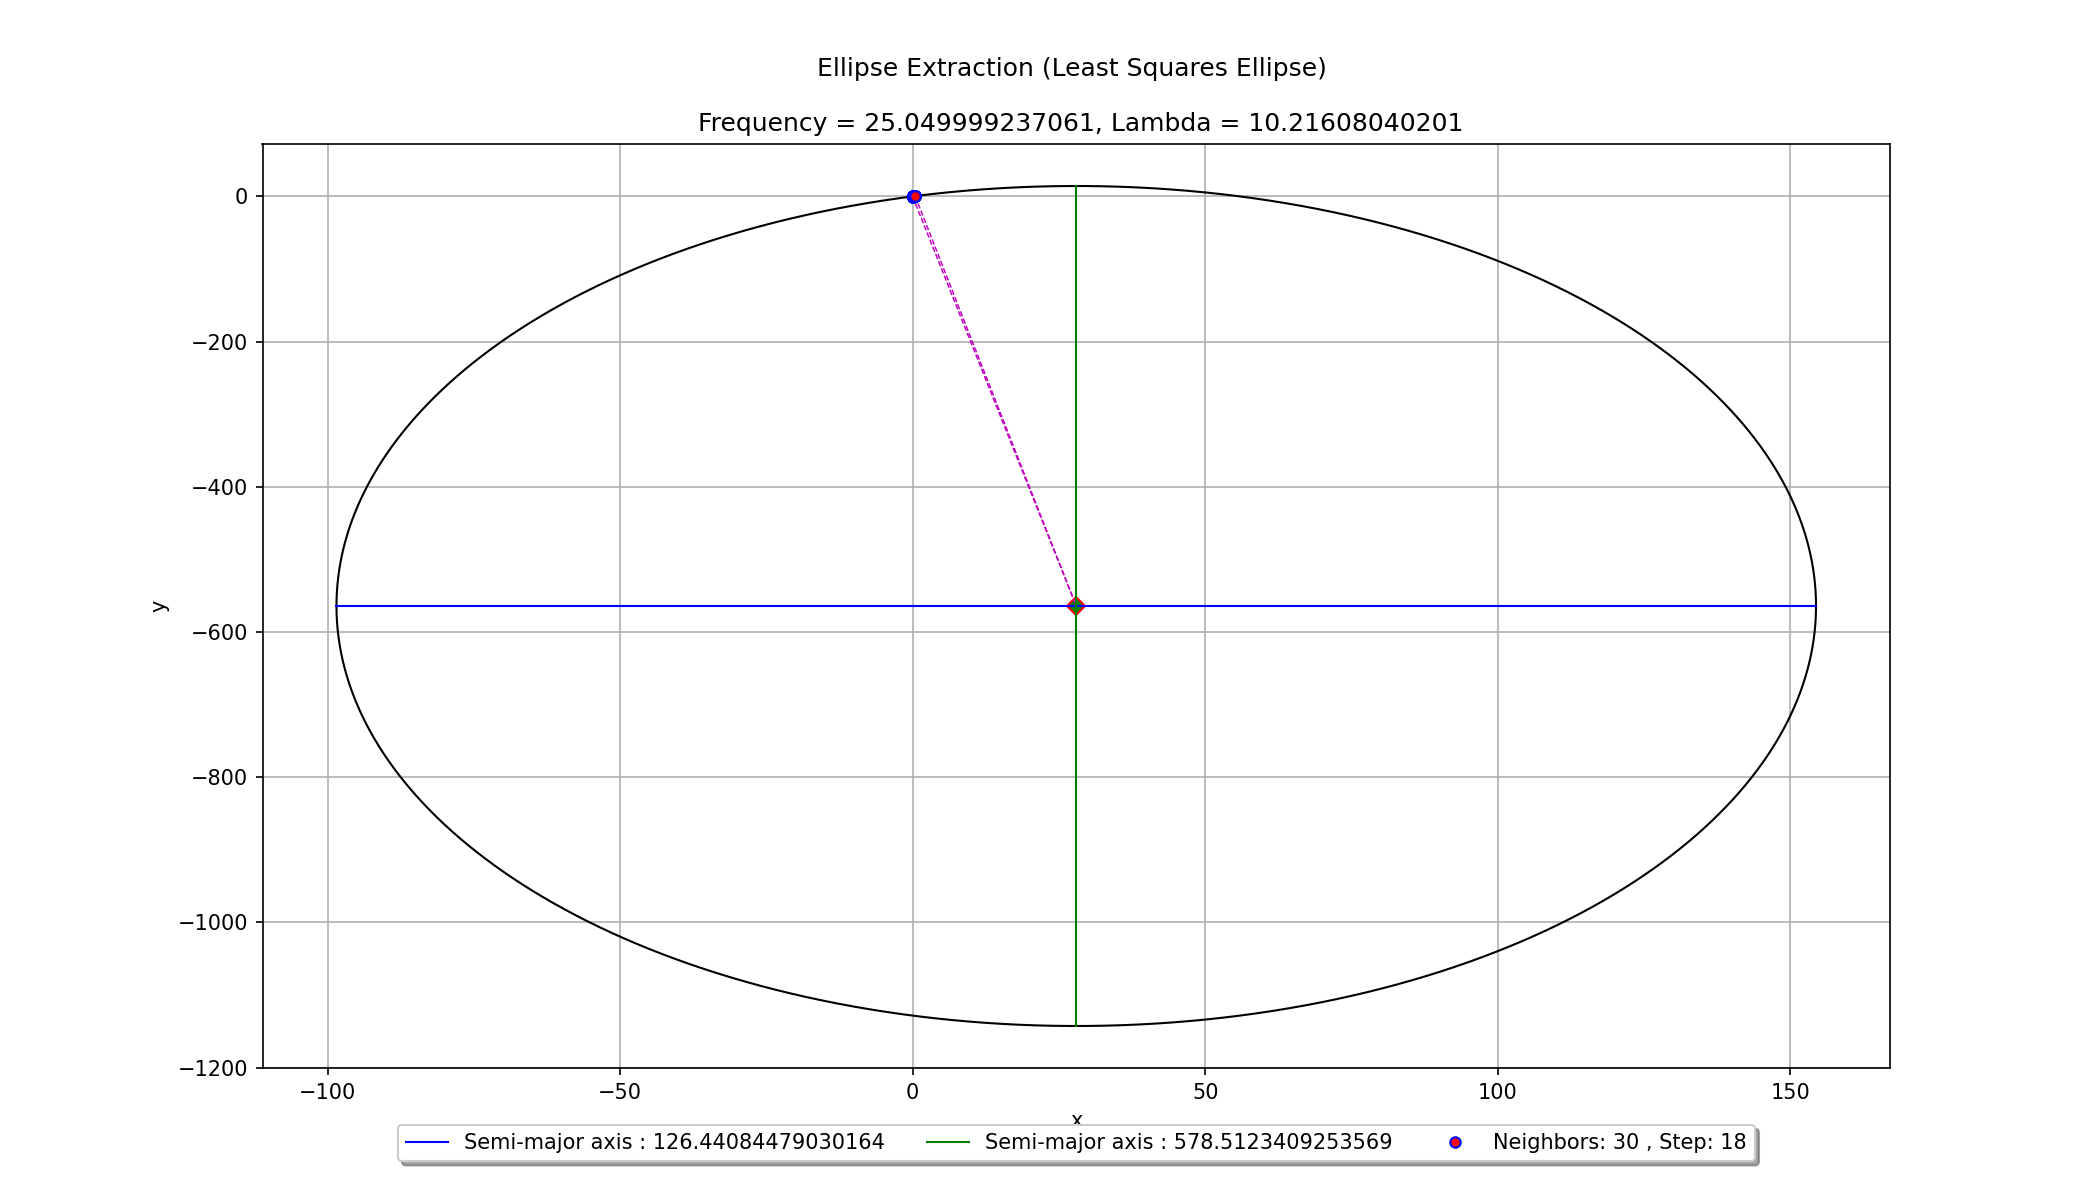 Ellipse Extraction (Least Squares Ellipse)
Frequency = 25.049999237061, Lambda = 10.21608040201
0
−200
−400
−600
−800
−1000
−1200
y
−100 −50 0 50 100 150
x
Semi-major axis : 126.44084479030164 Semi-major axis : 578.5123409253569 Neighbors: 30 , Step: 18